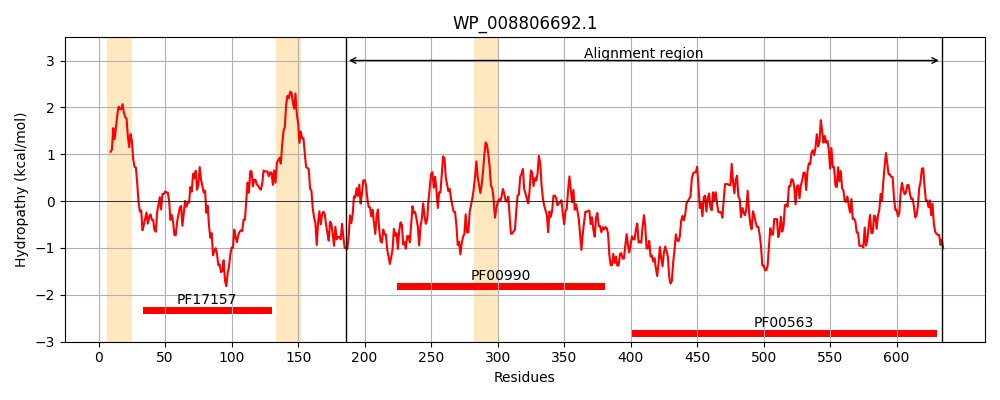 WP_008806692.1
Hydropathy (kcal/mol)
3
2
1
0
−1
−2
−3
Alignment region
PF00990
PF17157
PF00563
0 50 100 150 200 250 300 350 400 450 500 550 600
Residues